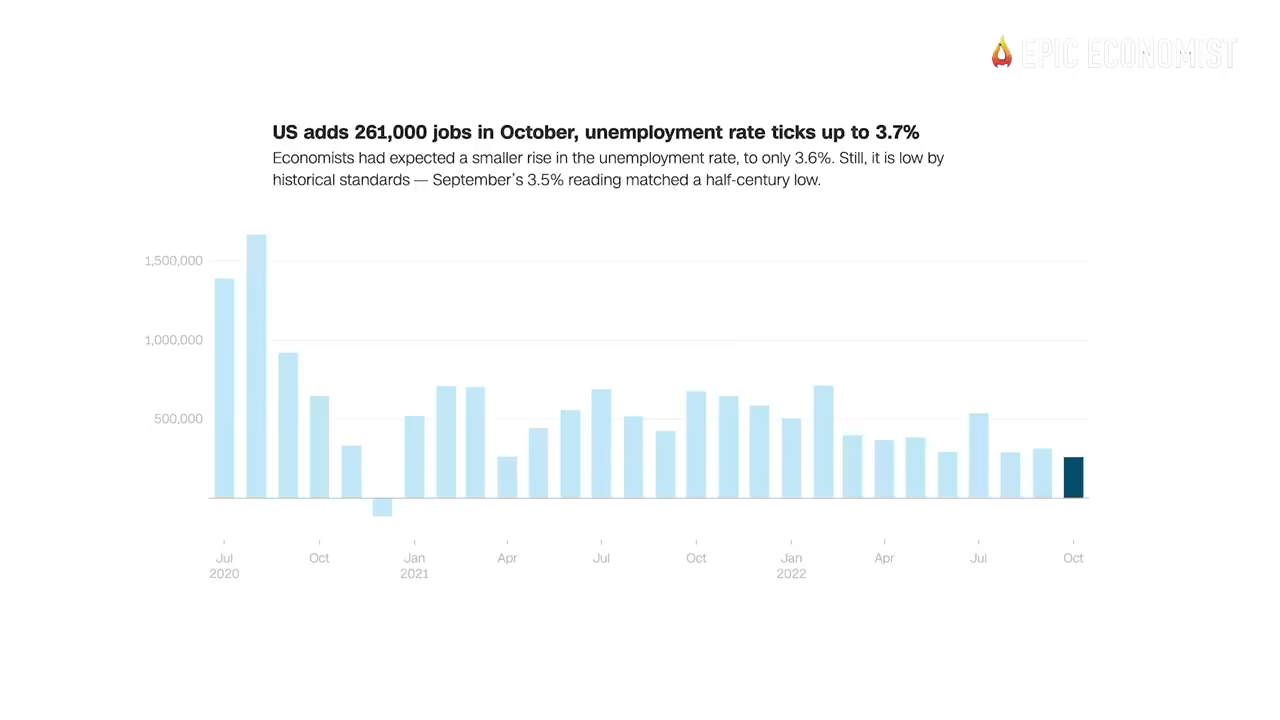 EPIC ECONOMIST
US adds 261,000 jobs in October, unemployment rate ticks up to 3.7%
Economists had expected a smaller rise in the unemployment rate, to only 3.6%. Still, it is low by
historical standards — September's 3.5% reading matched a half-century low.
1,500,000
1,000,000
500,000
Jul Oct Jan Apr Jul Oct Jan Apr Jul Oct
2020 2021 2022